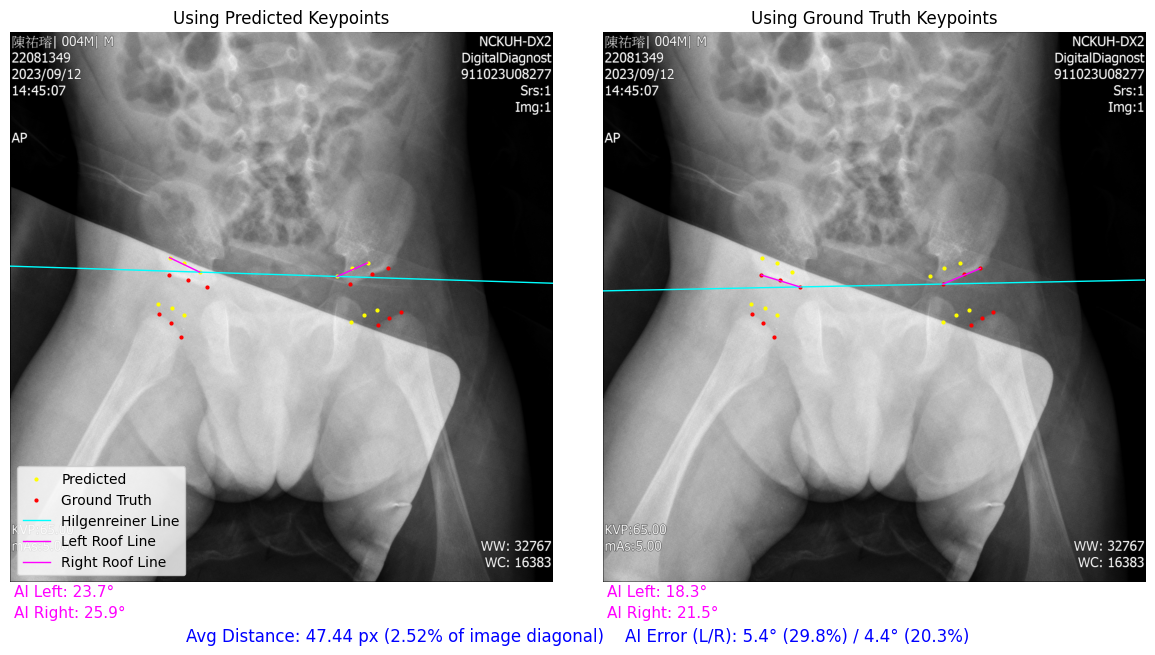 Using Predicted Keypoints
陳祐璿| 004M| M
22081349
2023/09/12
14:45:07
AP
NCKUH-DX2
DigitalDiagnost
911023U08277
Srs:1
Img:1
Predicted
Ground Truth
Hilgenreiner Line
Left Roof Line
Right Roof Line
WW: 32767
WC: 16383
AI Left: 23.7°
AI Right: 25.9°
Using Ground Truth Keypoints
陳祐璿| 004M| M
22081349
2023/09/12
14:45:07
AP
NCKUH-DX2
DigitalDiagnost
911023U08277
Srs:1
Img:1
KVP:65.00
mAs:5.00
WW: 32767
WC: 16383
AI Left: 18.3°
AI Right: 21.5°
Avg Distance: 47.44 px (2.52% of image diagonal) AI Error (L/R): 5.4° (29.8%) / 4.4° (20.3%)